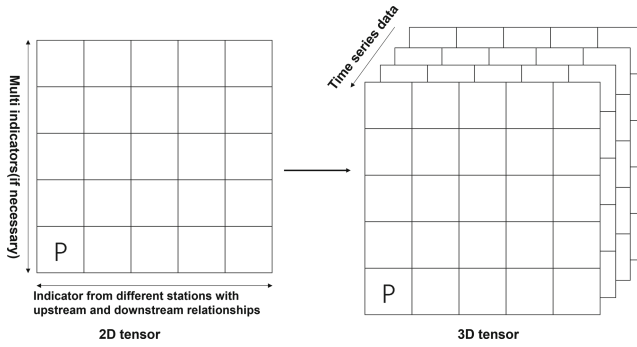 Multi indicators(if necessary)
P
Indicator from different stations with
upstream and downstream relationships
2D tensor
Time series data
P
3D tensor